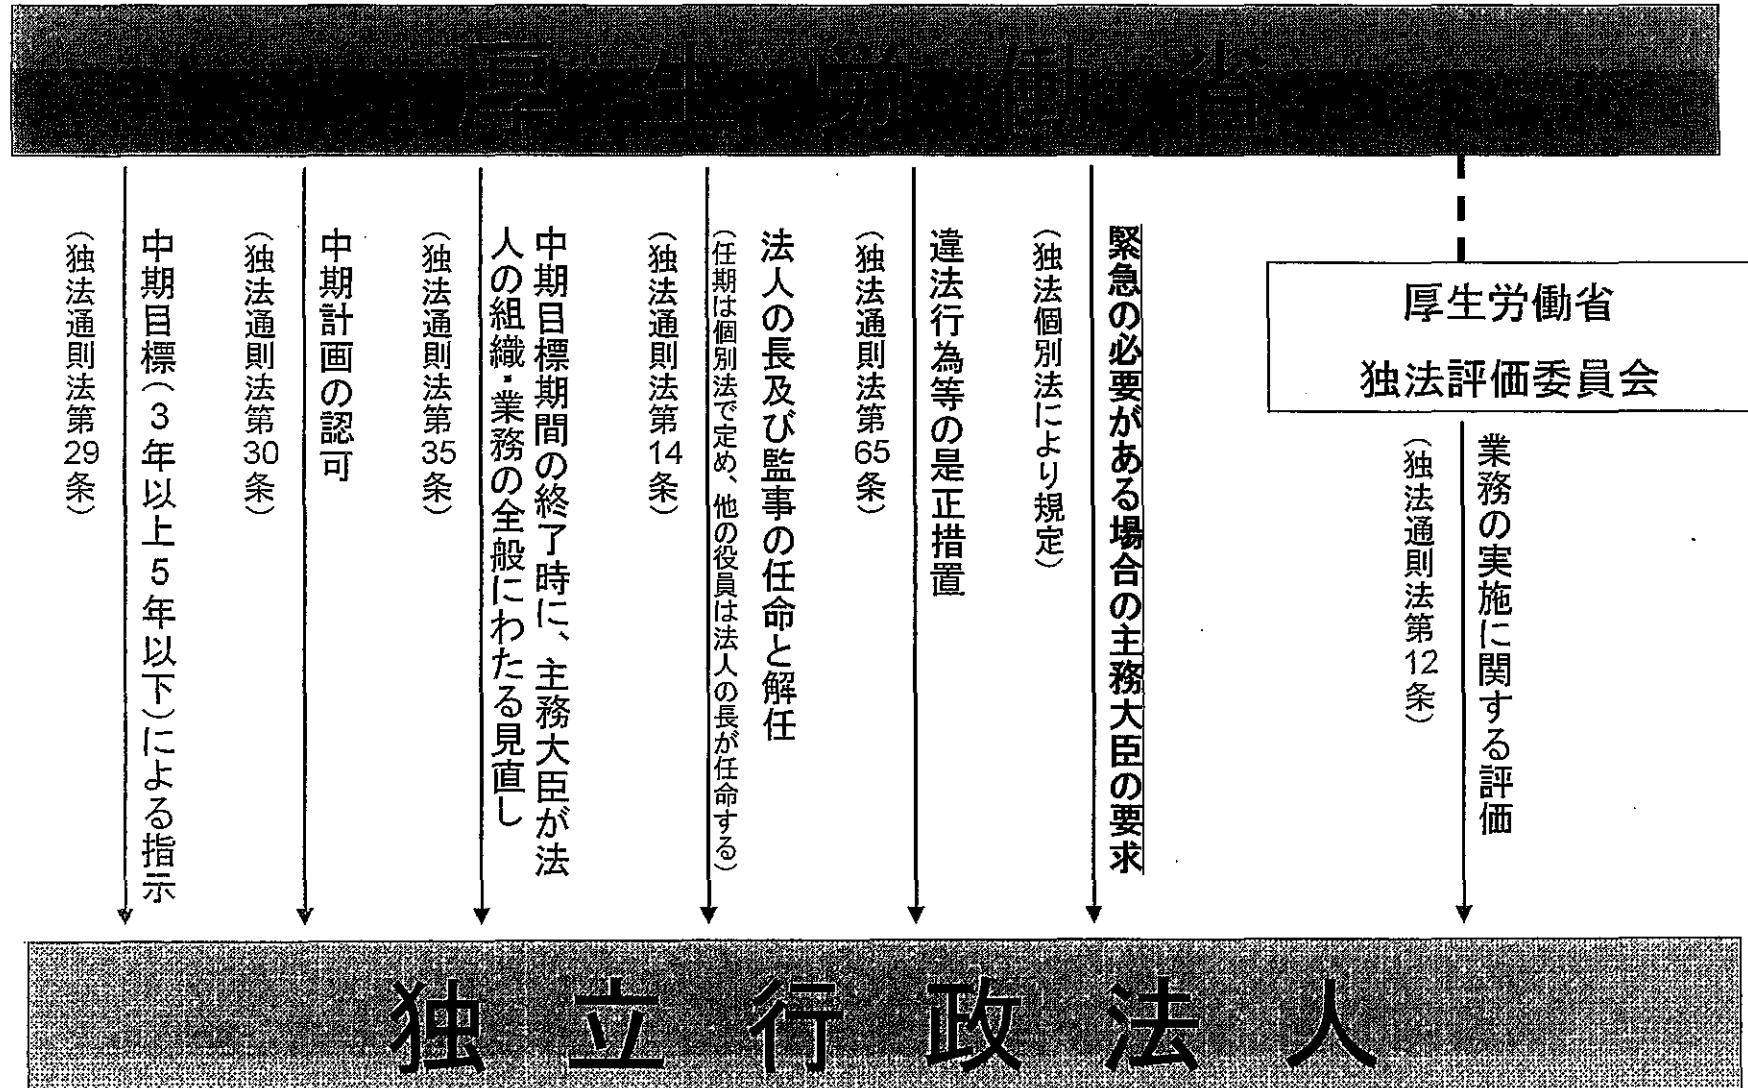 厚生労働省
中期目標（３年以上５年以下）による指示
（独法通則法第29条）
中期計画の認可
（独法通則法第30条）
中期目標期間の終了時に、主務大臣が法
人の組織・業務の全般にわたる見直し
（独法通則法第35条）
法人の長及び監事の任命と解任
（任期は個別法で定め、他の役員は法人の長が任命する）
（独法通則法第14条）
違法行為等の是正措置
（独法通則法第65条）
緊急の必要がある場合の主務大臣の要求
（独法個別法により規定）
厚生労働省
独法評価委員会
業務の実施に関する評価
（独法通則法第12条）
独立行政法人